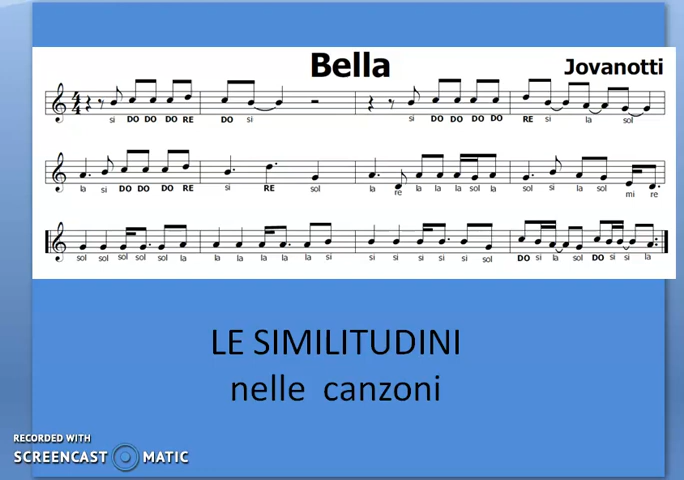 Bella
Jovanotti
4
4
si DO DO DO RE DO si si DO DO DO DO RE si la sol
la si DO DO DO RE si RE sol la re la la la sol la sol si la sol mi re
sol sol sol sol sol la la la la la la si si si si si si sol DO si la sol DO si si la
LE SIMILITUDINI
nelle canzoni
RECORDED WITH
SCREENCAST MATIC